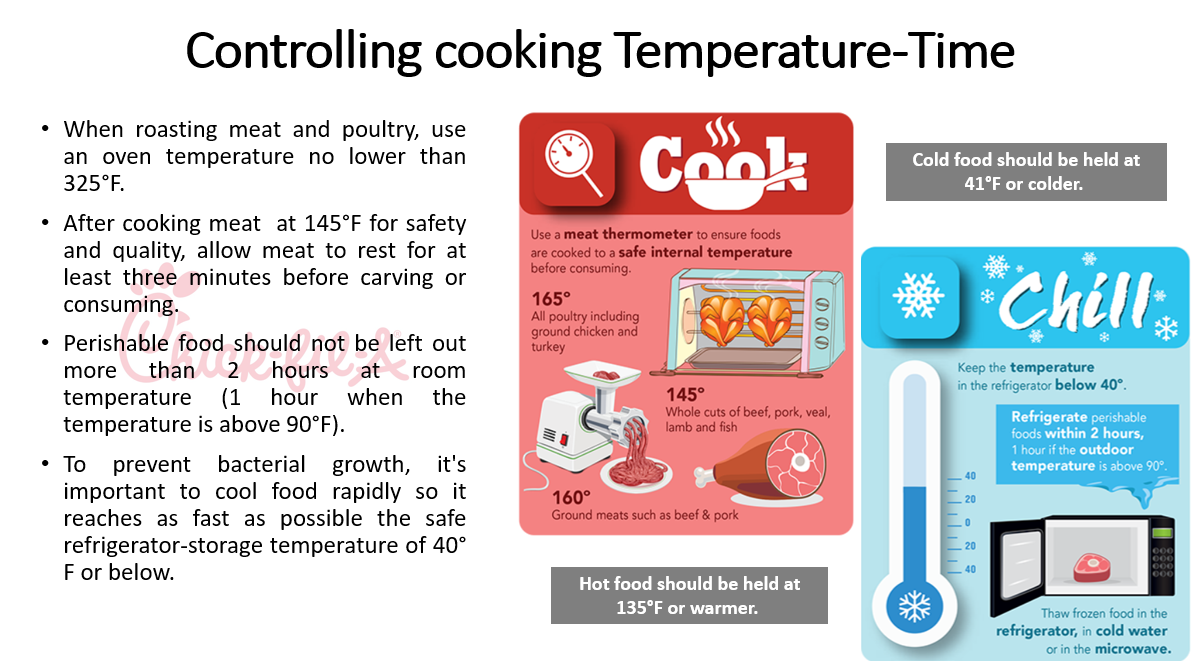 Controlling cooking Temperature-Time
• When roasting meat and poultry, use
an oven temperature no lower than
325°F.
• After cooking meat at 145°F for safety
and quality, allow meat to rest for at
least three minutes before carving or
consuming.
• Perishable food should not be left out
more than 2 hours at room
temperature (1 hour when the
temperature is above 90°F).
• To prevent bacterial growth, it's
important to cool food rapidly so it
reaches as fast as possible the safe
refrigerator-storage temperature of 40°
F or below.
Chick-fil-A
Cook
Use a meat thermometer to ensure foods
are cooked to a safe internal temperature
before consuming.
165°
All poultry including
ground chicken and
turkey
145°
Whole cuts of beef, pork, veal,
lamb and fish
160°
Ground meats such as beef & pork
Hot food should be held at
135°F or warmer.
Cold food should be held at
41°F or colder.
Chill
Keep the temperature
in the refrigerator below 40°.
Refrigerate perishable
foods within 2 hours,
1 hour if the outdoor
temperature is above 90°.
40
20
0
20
40
Thaw frozen food in the
refrigerator, in cold water
or in the microwave.